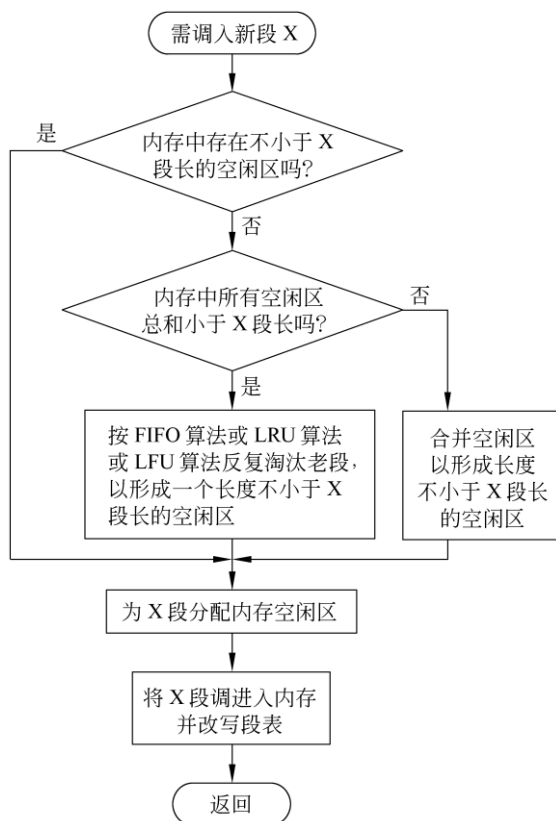 需调入新段 X
是
内存中存在不小于 X
段长的空闲区吗?
否
内存中所有空闲区
总和小于 X 段长吗?
否
是
按 FIFO 算法或 LRU 算法
或 LFU 算法反复淘汰老段,
以形成一个长度不小于 X
段长的空闲区
合并空闲区
以形成长度
不小于 X 段长
的空闲区
为 X 段分配内存空闲区
将 X 段调进入内存
并改写段表
返回